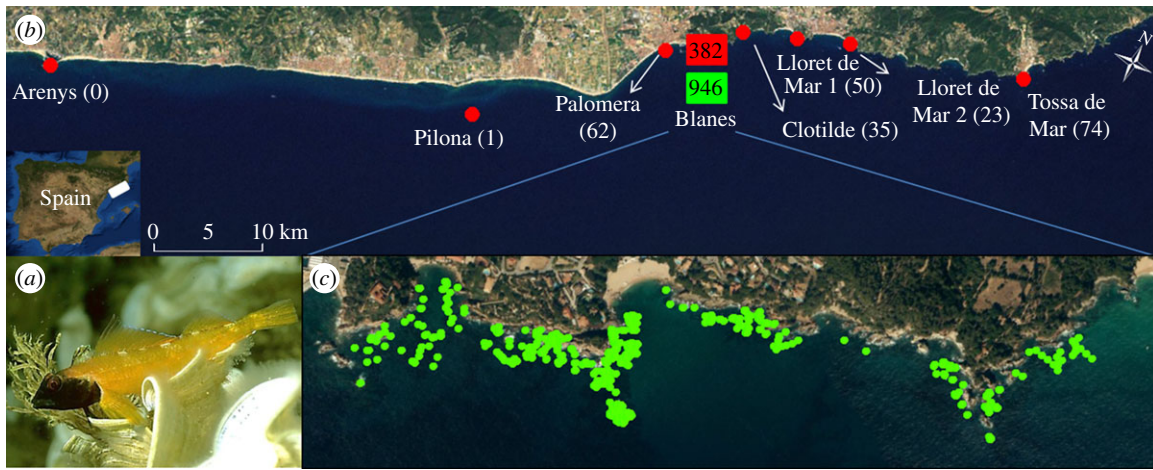 (b)
N
382
946
Blanes
Arenys (0)
Pilona (1)
Palomera
(62)
Clotilde (35)
Lloret de
Mar 1 (50)
Lloret de
Mar 2 (23)
Tossa de
Mar (74)
Spain
0 5 10 km
(a)
(c)